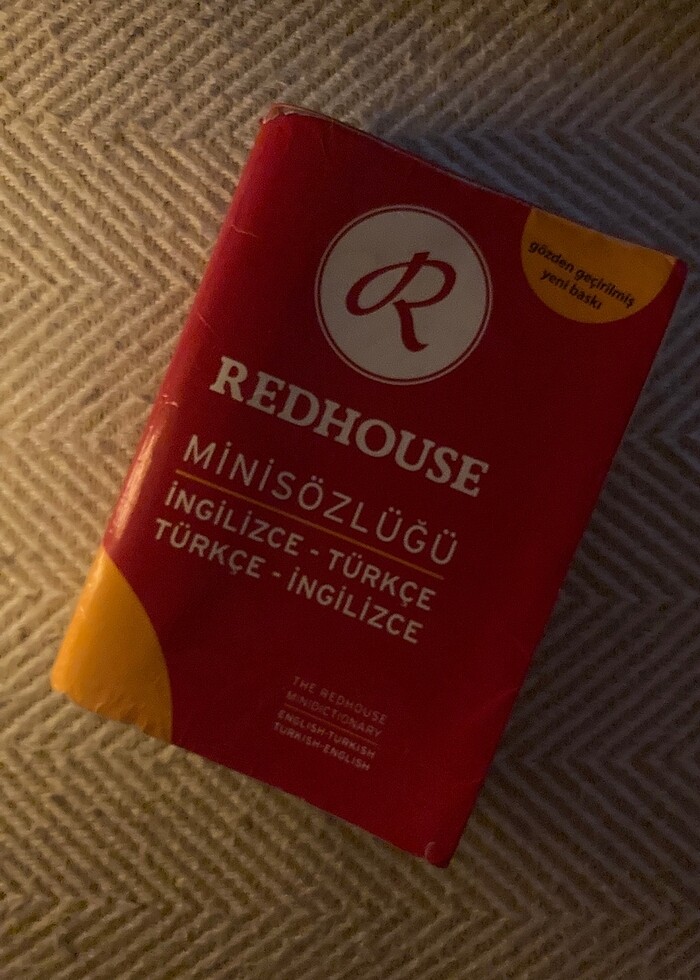 gözden geçirilmiş
yeni baskı
R
REDHOUSE
MİNİSÖZLÜĞÜ
İNGİLİZCE - TÜRKÇE
TÜRKÇE - İNGİLİZCE
THE REDHOUSE
MINIDICTIONARY
ENGLISH-TURKISH
TURKISH-ENGLISH